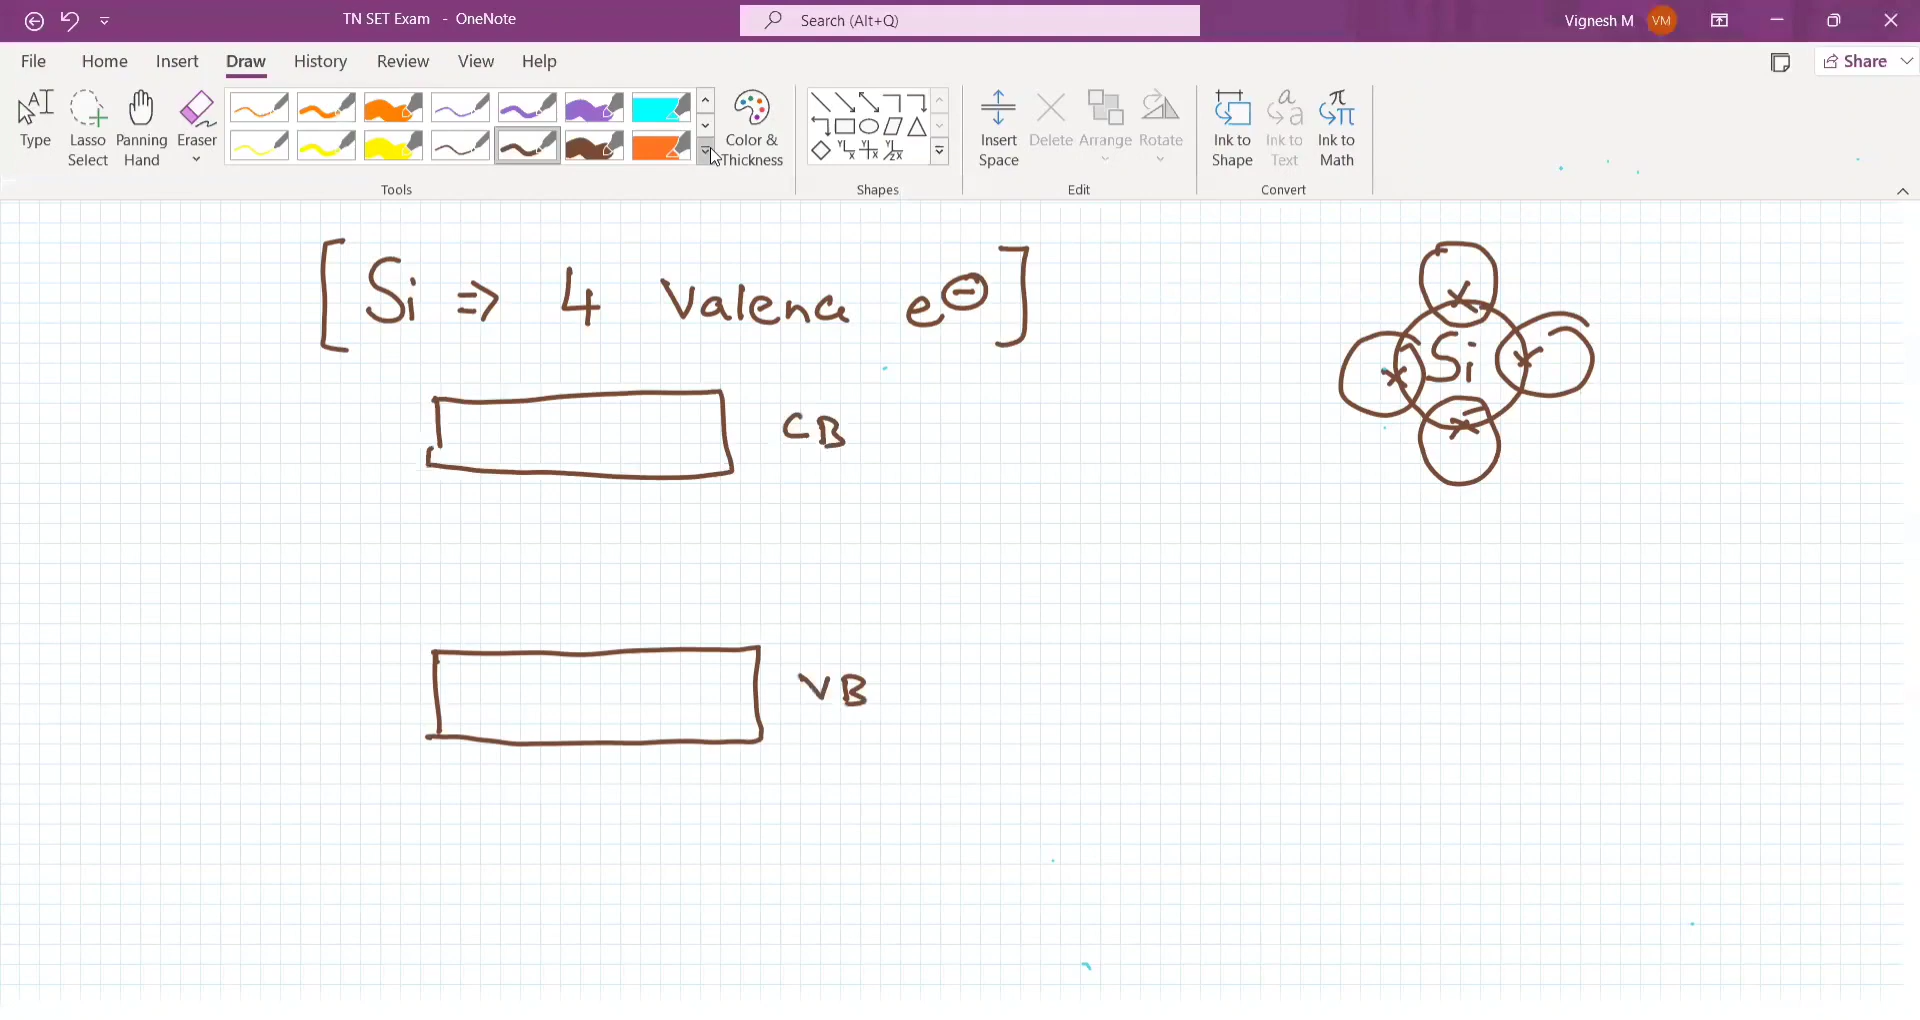 TN SET Exam - OneNote
Search (Alt+Q)
Vignesh M VM
File Home Insert Draw History Review View Help
Share
Type
Lasso Select
Panning Hand
Eraser
Color & Thickness
Insert Space
Delete
Arrange
Rotate
Ink to Shape
Ink to Text
Ink to Math
Tools
Shapes
Edit
Convert
[ Si => 4 Valence e⊖ ]
Si
CB
VB